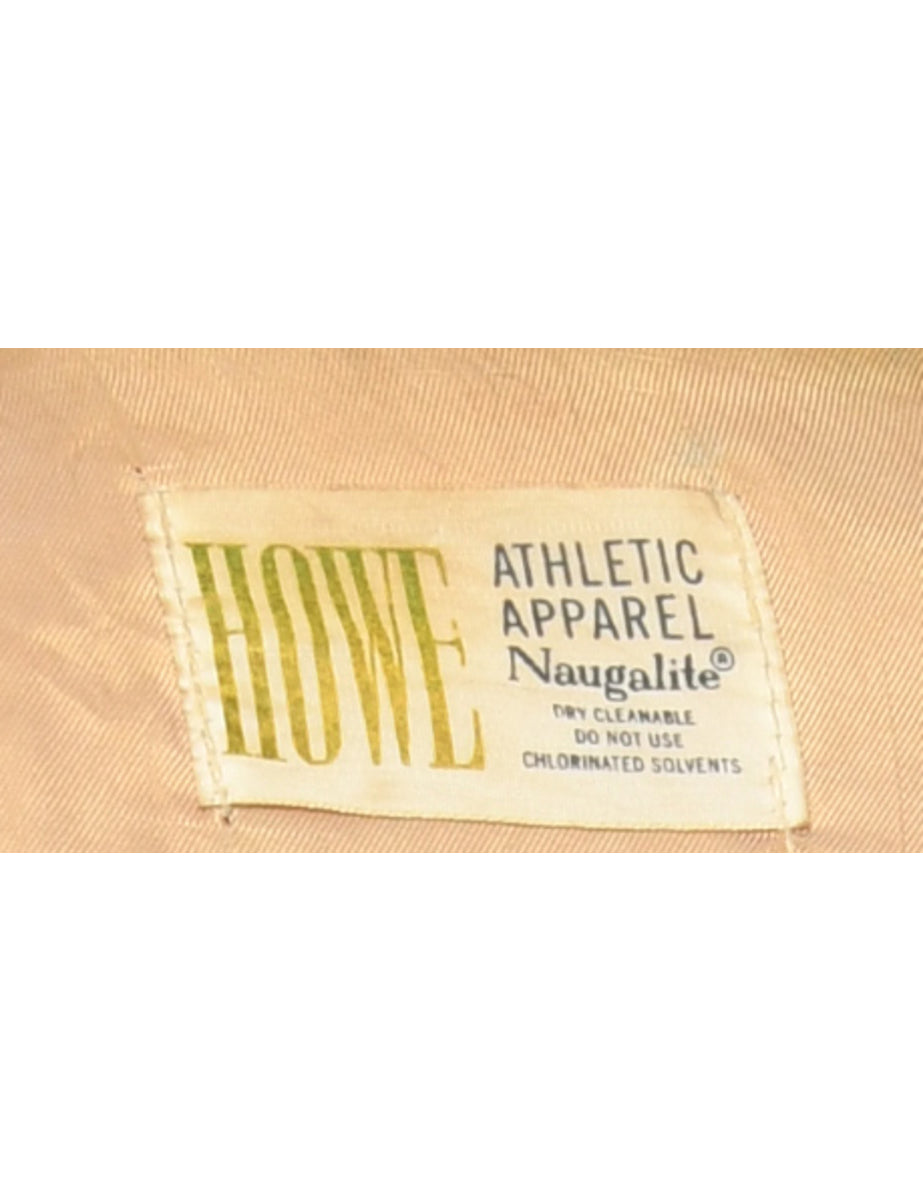 HOWE
ATHLETIC
APPAREL
Naugalite®
DRY CLEANABLE
DO NOT USE
CHLORINATED SOLVENTS